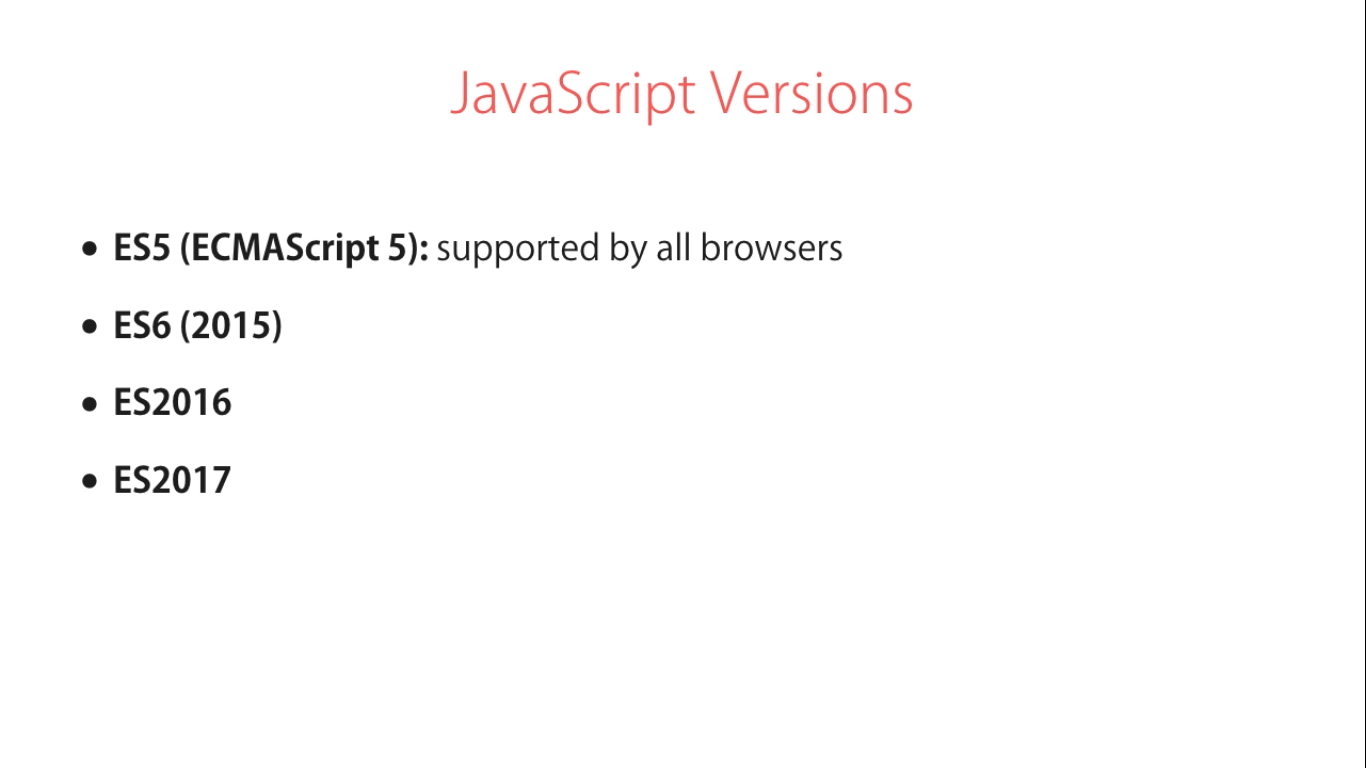 JavaScript Versions
• ES5 (ECMAScript 5): supported by all browsers
• ES6 (2015)
• ES2016
• ES2017